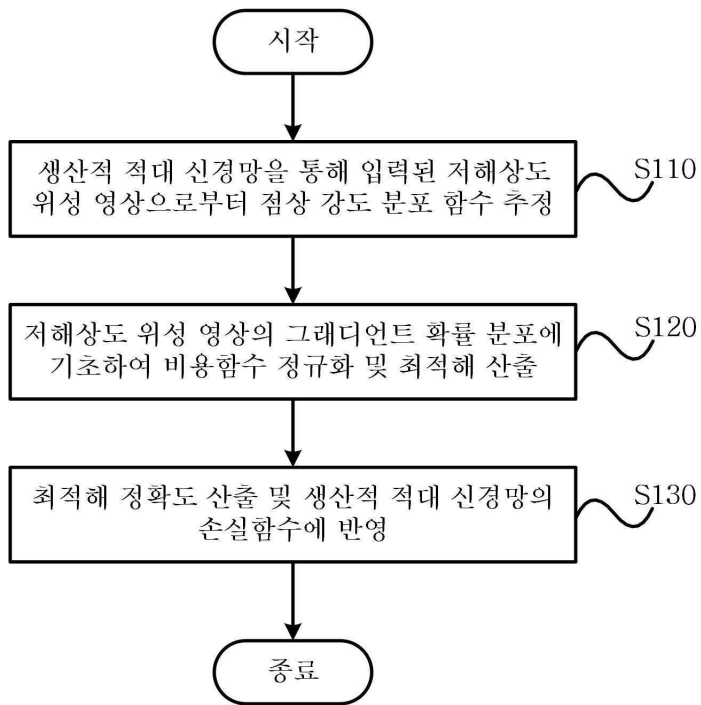 시작
생산적 적대 신경망을 통해 입력된 저해상도
위성 영상으로부터 점상 강도 분포 함수 추정
S110
저해상도 위성 영상의 그래디언트 확률 분포에
기초하여 비용함수 정규화 및 최적해 산출
S120
최적해 정확도 산출 및 생산적 적대 신경망의
손실함수에 반영
S130
종료